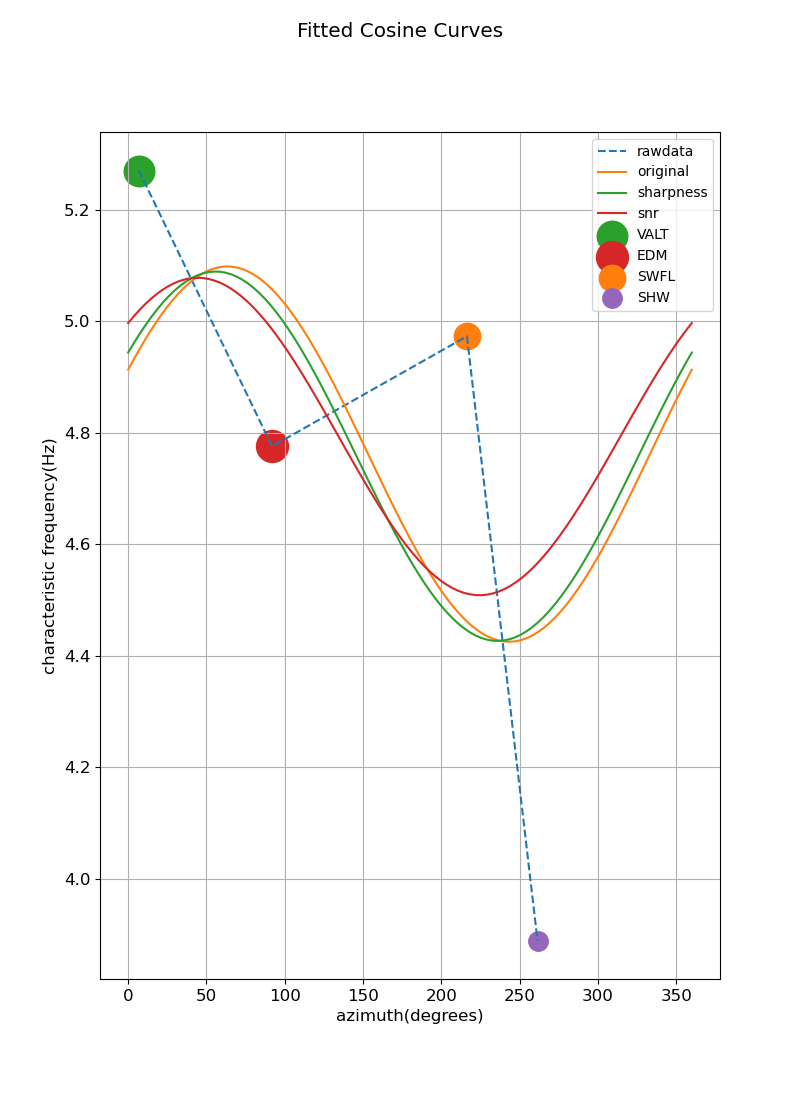 Fitted Cosine Curves
rawdata
original
sharpness
snr
VALT
EDM
SWFL
SHW
5.2
5.0
4.8
4.6
4.4
4.2
4.0
characteristic frequency(Hz)
0 50 100 150 200 250 300 350
azimuth(degrees)